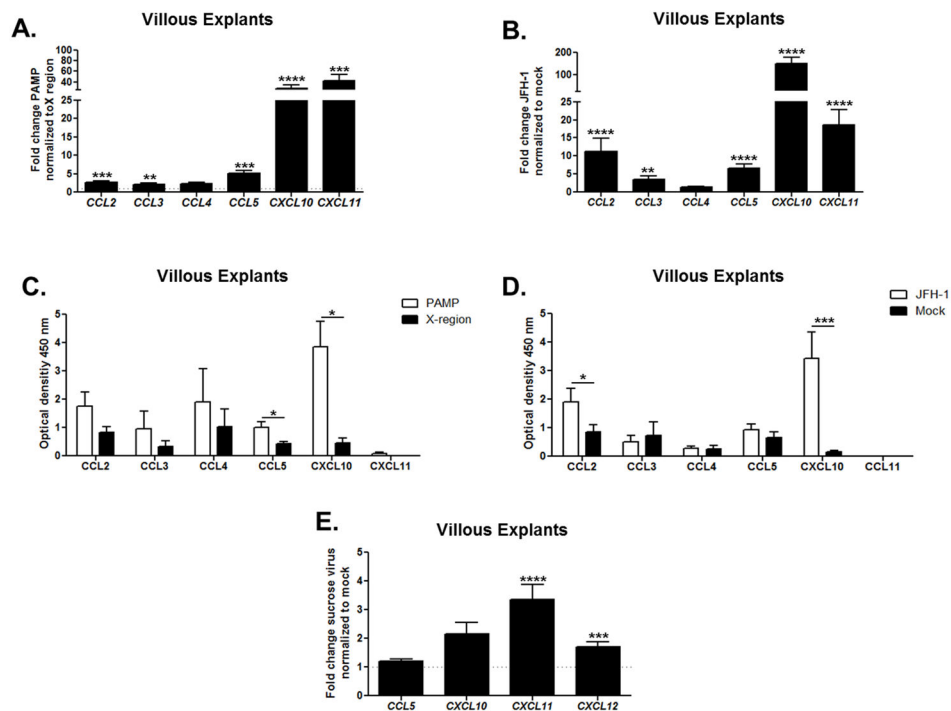 A.
Villous Explants
Fold change PAMP
normalized toX region
100
80
60
40
20
25
20
15
10
5
0
***
**
***
****
***
CCL2
CCL3
CCL4
CCL5
CXCL10
CXCL11
B.
Villous Explants
Fold change JFH-1
normalized to mock
200
100
25
20
15
10
5
0
****
**
****
****
****
CCL2
CCL3
CCL4
CCL5
CXCL10
CXCL11
C.
Villous Explants
PAMP
X-region
Optical densitiy 450 nm
5
4
3
2
1
0
*
*
CCL2
CCL3
CCL4
CCL5
CXCL10
CXCL11
D.
Villous Explants
JFH-1
Mock
Optical densitiy 450 nm
5
4
3
2
1
0
*
***
CCL2
CCL3
CCL4
CCL5
CXCL10
CCL11
E.
Villous Explants
Fold change sucrose virus
normalized to mock
5
4
3
2
1
0
****
***
CCL5
CXCL10
CXCL11
CXCL12